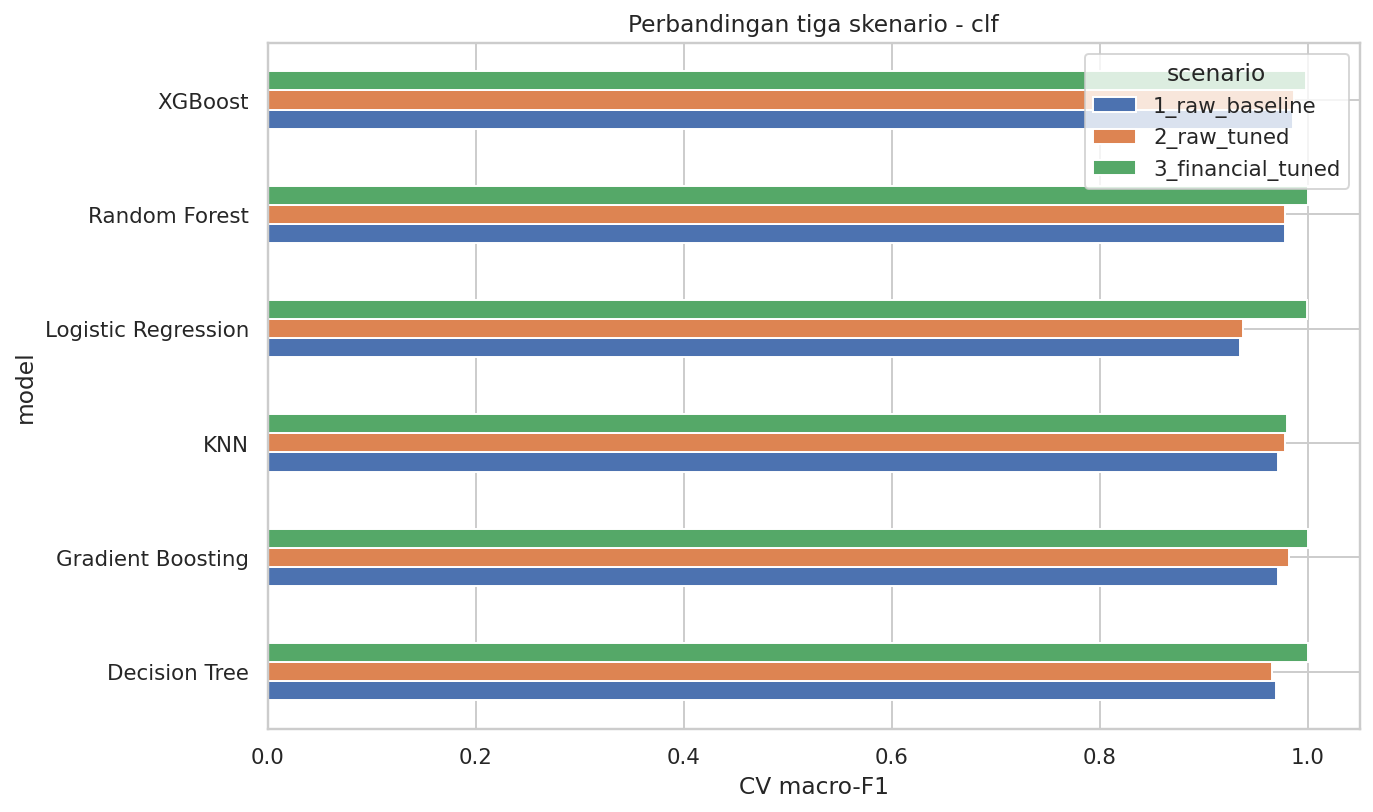 Perbandingan tiga skenario - clf
scenario
1_raw_baseline
2_raw_tuned
3_financial_tuned
XGBoost
Random Forest
Logistic Regression
KNN
Gradient Boosting
Decision Tree
model
0.0 0.2 0.4 0.6 0.8 1.0
CV macro-F1